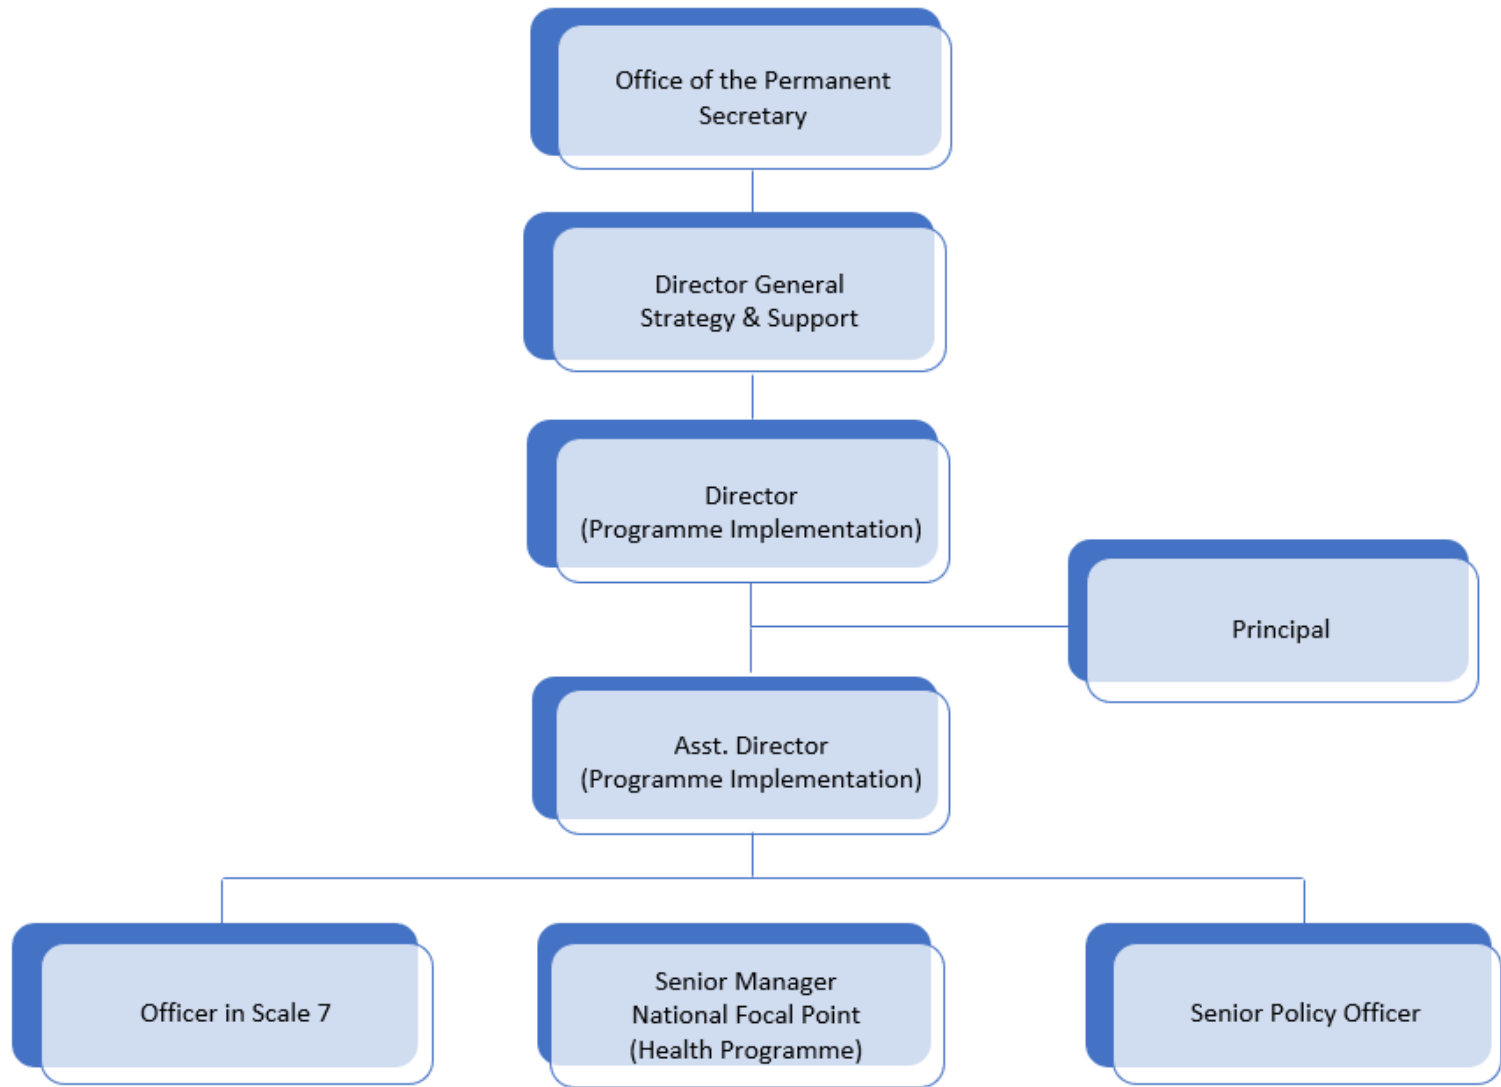 Office of the Permanent
Secretary
Director General
Strategy & Support
Director
(Programme Implementation)
Principal
Asst. Director
(Programme Implementation)
Officer in Scale 7
Senior Manager
National Focal Point
(Health Programme)
Senior Policy Officer